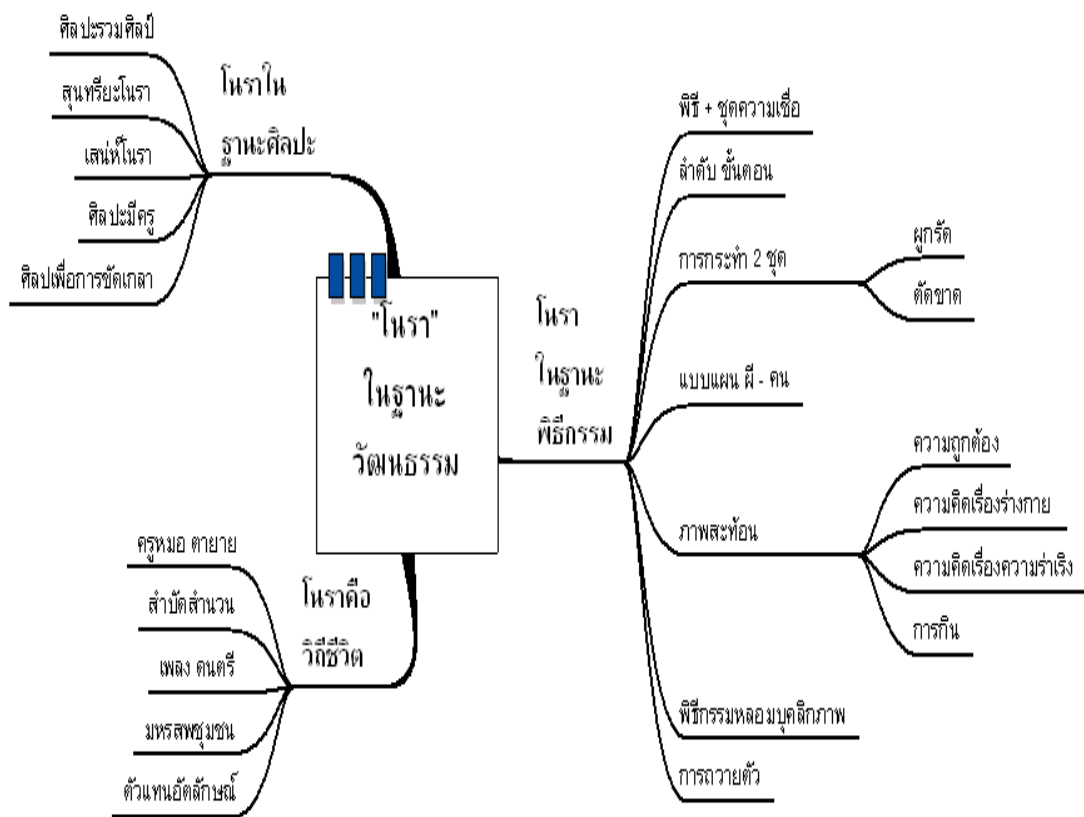 "โนรา"
ในฐานะ
วัฒนธรรม
โนราใน
ฐานะศิลปะ
ศิลปะรวมศิลป์
สุนทรียะโนรา
เสน่ห์โนรา
ศิลปะมีครู
ศิลปเพื่อการขัดเกลา
โนรา
ในฐานะ
พิธีกรรม
พิธี + ชุดความเชื่อ
ลำดับ ขั้นตอน
การกระทำ 2 ชุด
ผูกรัด
ตัดขาด
แบบแผน ผี - คน
ภาพสะท้อน
ความถูกต้อง
ความคิดเรื่องร่างกาย
ความคิดเรื่องความร่าเริง
การกิน
พิธีกรรมหลอมบุคลิกภาพ
การถวายตัว
โนราคือ
วิถีชีวิต
ครูหมอ ตายาย
สำบัดสำนวน
เพลง ดนตรี
มหรสพชุมชน
ตัวแทนอัตลักษณ์